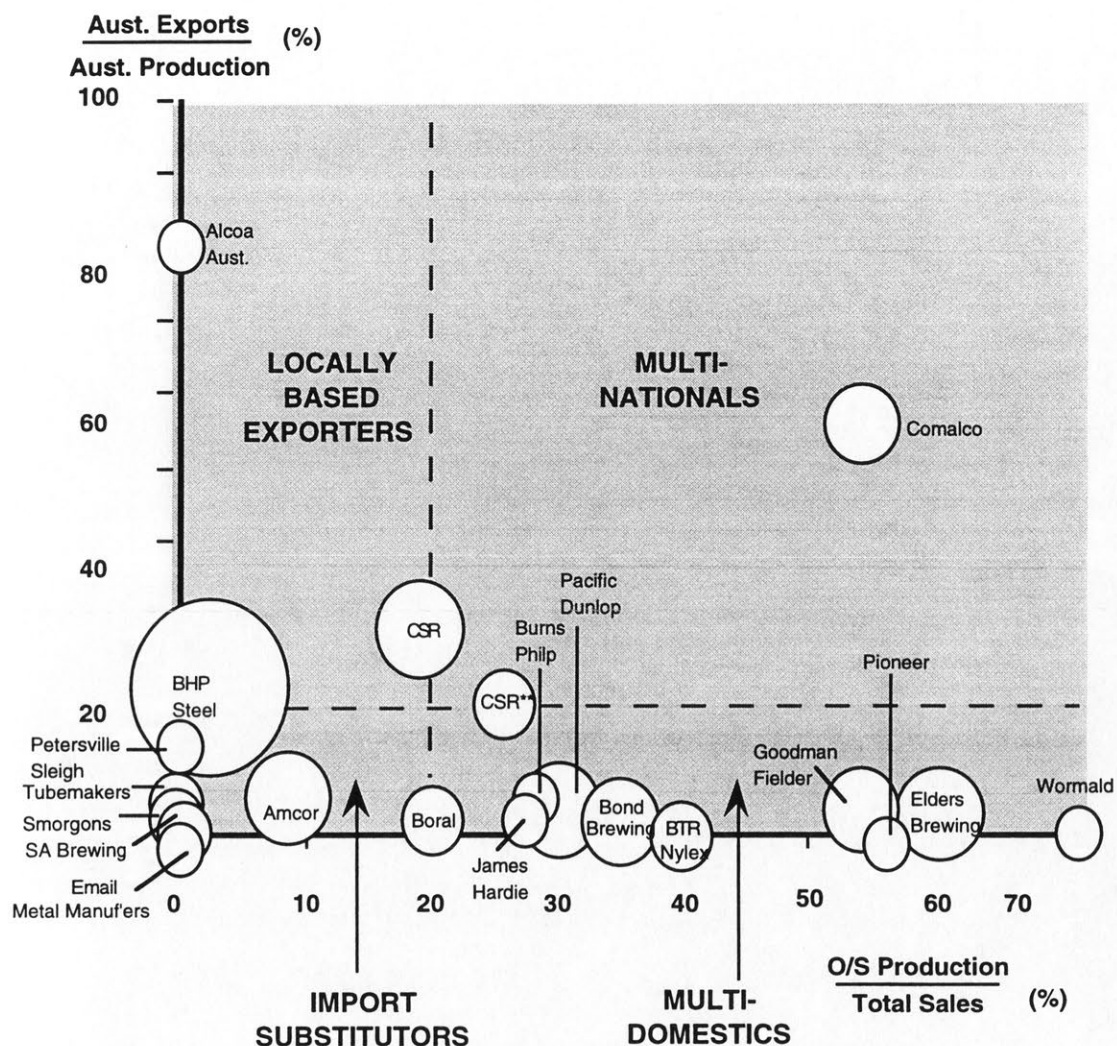 Aust. Exports
(%)
Aust. Production
100
80
60
40
20
Alcoa
Aust.
LOCALLY
BASED
EXPORTERS
MULTI-
NATIONALS
Comalco
Pacific
Dunlop
CSR
Burns
Philp
Pioneer
BHP
Steel
CSR**
Petersville
Sleigh
Tubemakers
Smorgons
SA Brewing
Email
Metal Manuf'ers
Amcor
Boral
James
Hardie
Bond
Brewing
BTR
Nylex
Goodman
Fielder
Elders
Brewing
Wormald
0 10 20 30 40 50 60 70
O/S Production
Total Sales
(%)
IMPORT
SUBSTITUTORS
MULTI-
DOMESTICS